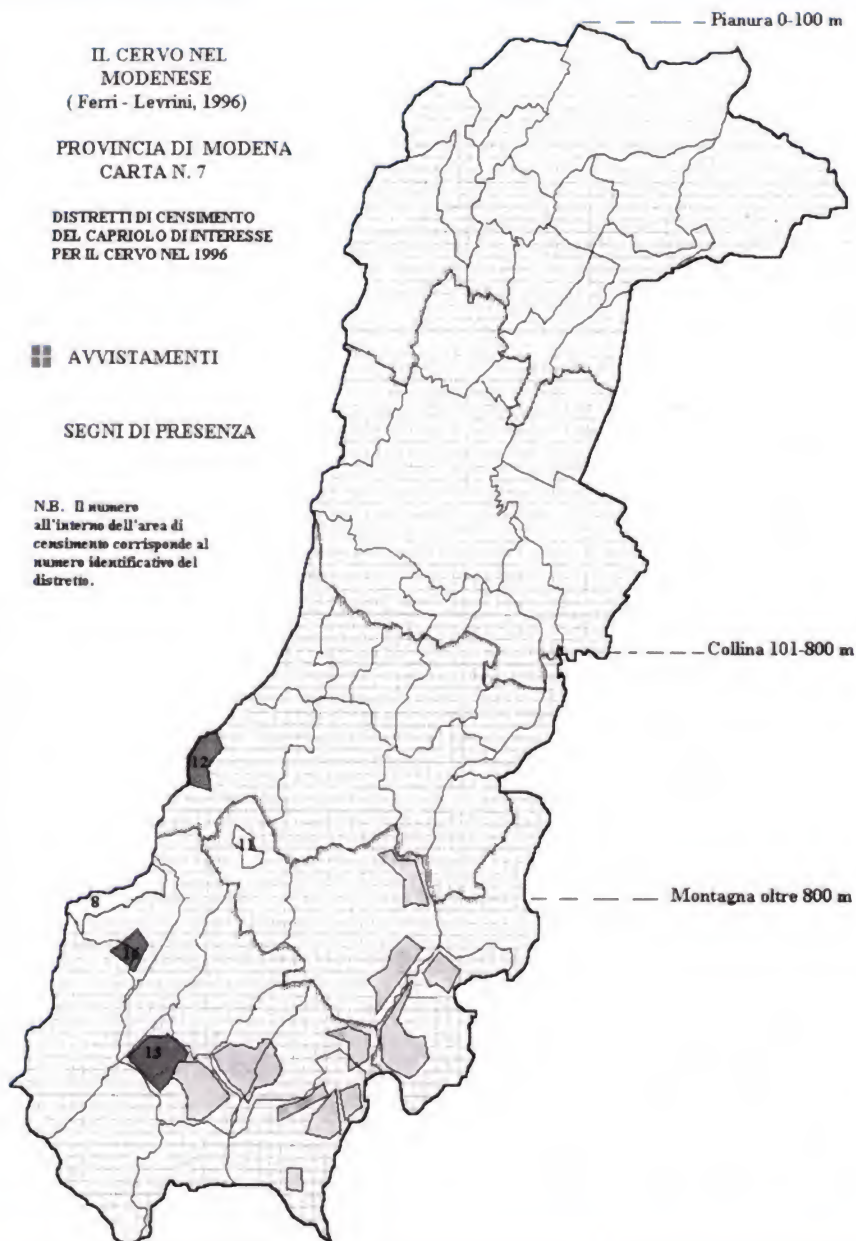 Pianura 0-100 m
IL CERVO NEL
MODENESE
( Ferri - Levrini, 1996)
PROVINCIA DI MODENA
CARTA N. 7
DISTRETTI DI CENSIMENTO
DEL CAPRIOLO DI INTERESSE
PER IL CERVO NEL 1996
AVVISTAMENTI
SEGNI DI PRESENZA
N.B. Il numero
all'interno dell'area di
censimento corrisponde al
numero identificativo del
distretto.
Collina 101-800 m
12
11
8
Montagna oltre 800 m
16
15